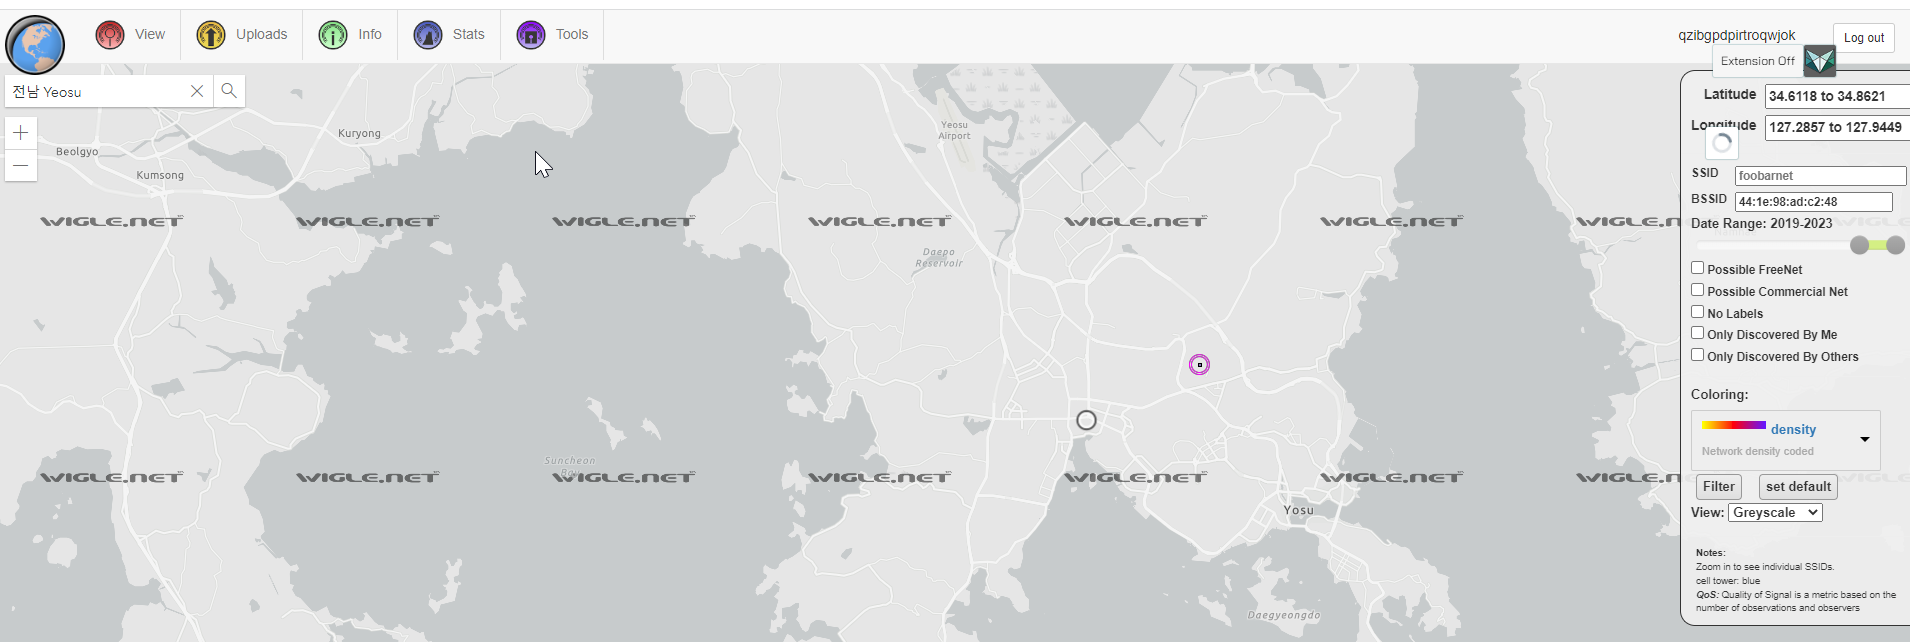 View
Uploads
Info
Stats
Tools
qzibgpdpirtroqwjok
Log out
Extension Off
전남 Yeosu
Latitude
34.6118 to 34.8621
Longitude
127.2857 to 127.9449
SSID
foobarnet
BSSID
44:1e:98:ad:c2:48
Date Range: 2019-2023
Possible FreeNet
Possible Commercial Net
No Labels
Only Discovered By Me
Only Discovered By Others
Coloring:
density
Network density coded
Filter
set default
View: Greyscale
Notes:
Zoom in to see individual SSIDs.
cell tower: blue
QoS: Quality of Signal is a metric based on the
number of observations and observers
Kuryong
Beolgyo
Kumsong
Yeosu
Airport
WIGLE.NET
WIGLE.NET
WIGLE.NET
WIGLE.NET
WIGLE.NET
WIGLE.NET
Daepo
Reservoir
Suncheon
Bay
WIGLE.NET
WIGLE.NET
WIGLE.NET
WIGLE.NET
WIGLE.NET
WIGLE.NET
Yosu
Daegyeongdo